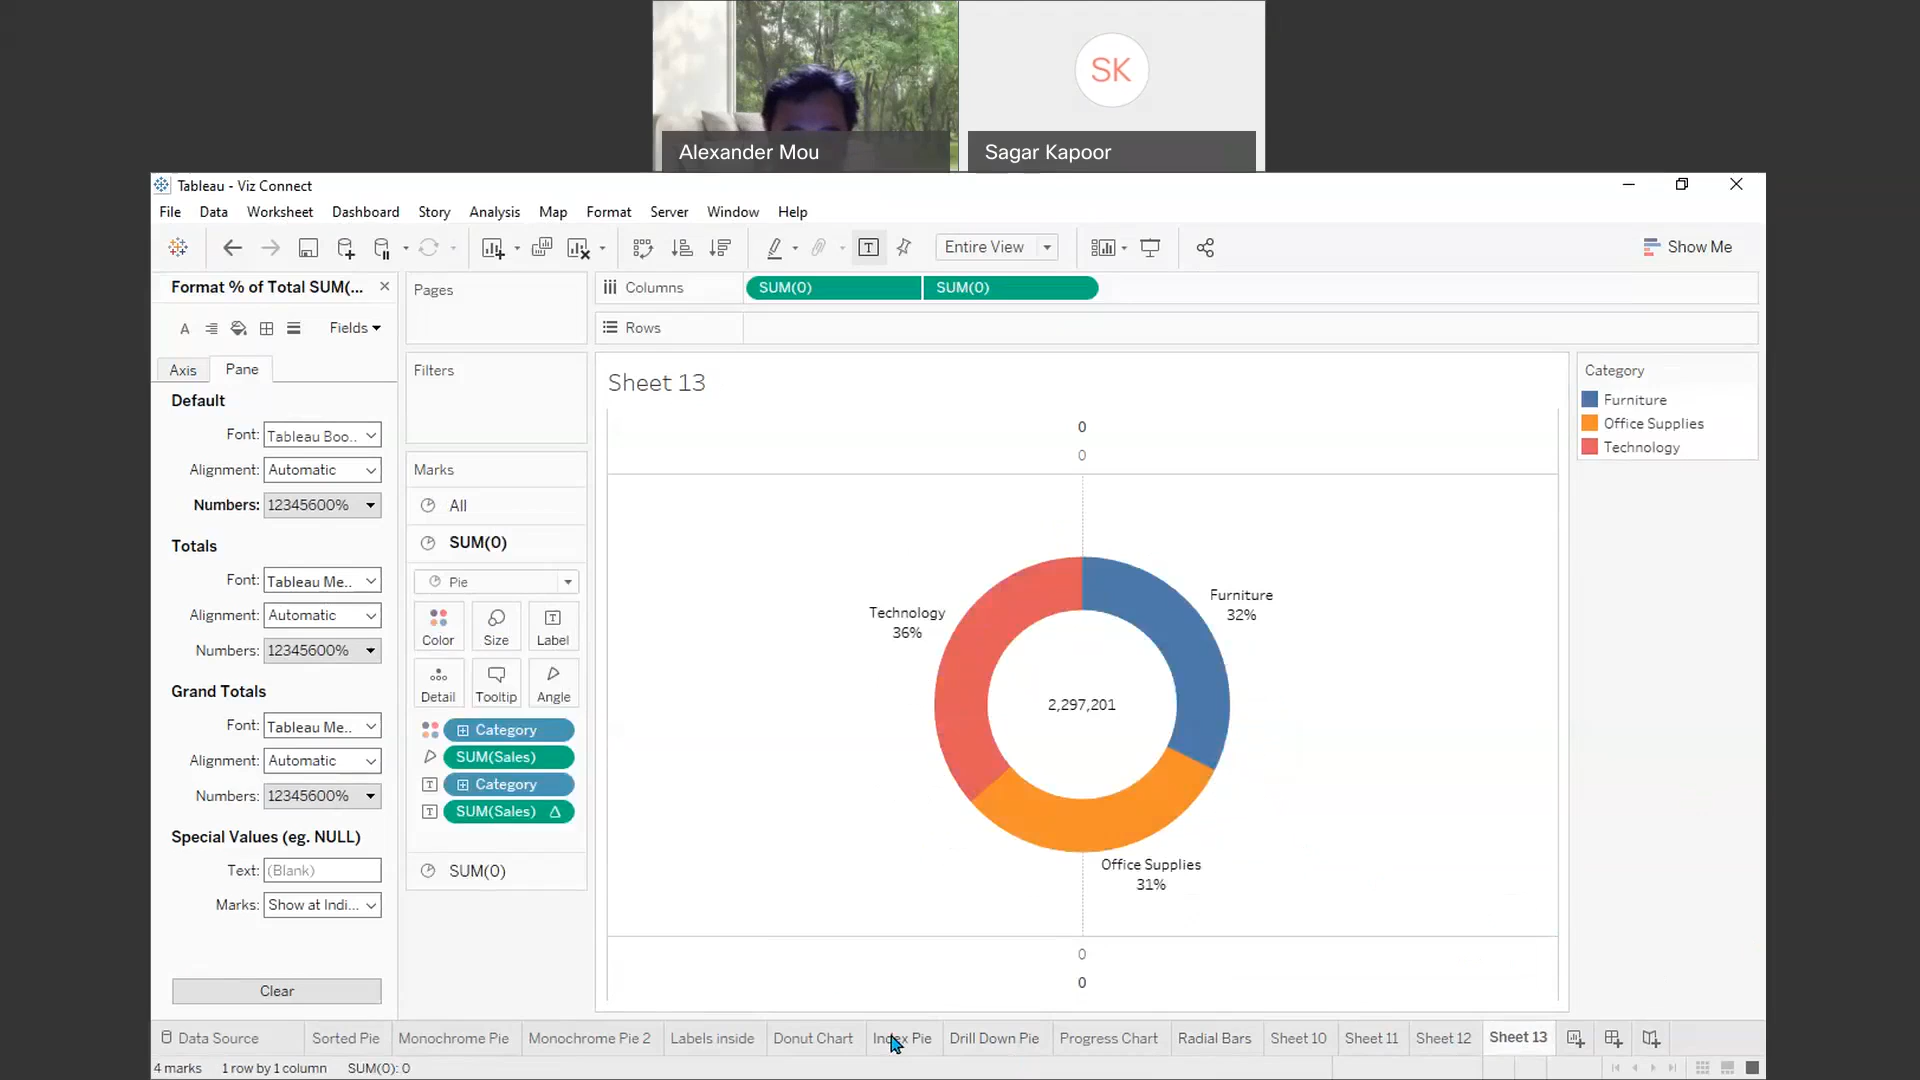 SK
Alexander Mou
Sagar Kapoor
Tableau - Viz Connect
File Data Worksheet Dashboard Story Analysis Map Format Server Window Help
Entire View
Show Me
Format % of Total SUM(...
Fields
Axis Pane
Default
Font: Tableau Boo..
Alignment: Automatic
Numbers: 12345600%
Totals
Font: Tableau Me..
Alignment: Automatic
Numbers: 12345600%
Grand Totals
Font: Tableau Me..
Alignment: Automatic
Numbers: 12345600%
Special Values (eg. NULL)
Text: (Blank)
Marks: Show at Indi...
Clear
Pages
Filters
Marks
All
SUM(0)
Pie
Color Size Label
Detail Tooltip Angle
Category
SUM(Sales)
Category
SUM(Sales) Δ
SUM(0)
Columns SUM(0) SUM(0)
Rows
Sheet 13
0
0
Technology
36%
Furniture
32%
2,297,201
Office Supplies
31%
0
0
Category
Furniture
Office Supplies
Technology
Data Source Sorted Pie Monochrome Pie Monochrome Pie 2 Labels inside Donut Chart Index Pie Drill Down Pie Progress Chart Radial Bars Sheet 10 Sheet 11 Sheet 12 Sheet 13
4 marks 1 row by 1 column SUM(0): 0